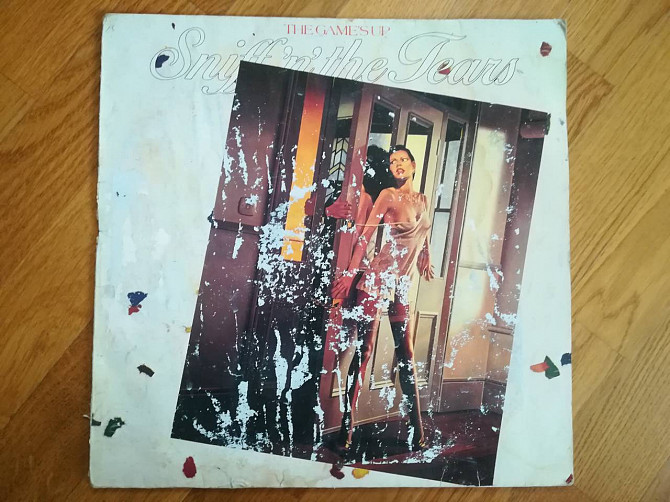 THE GAME'S UP
Sniff 'n' the Tears